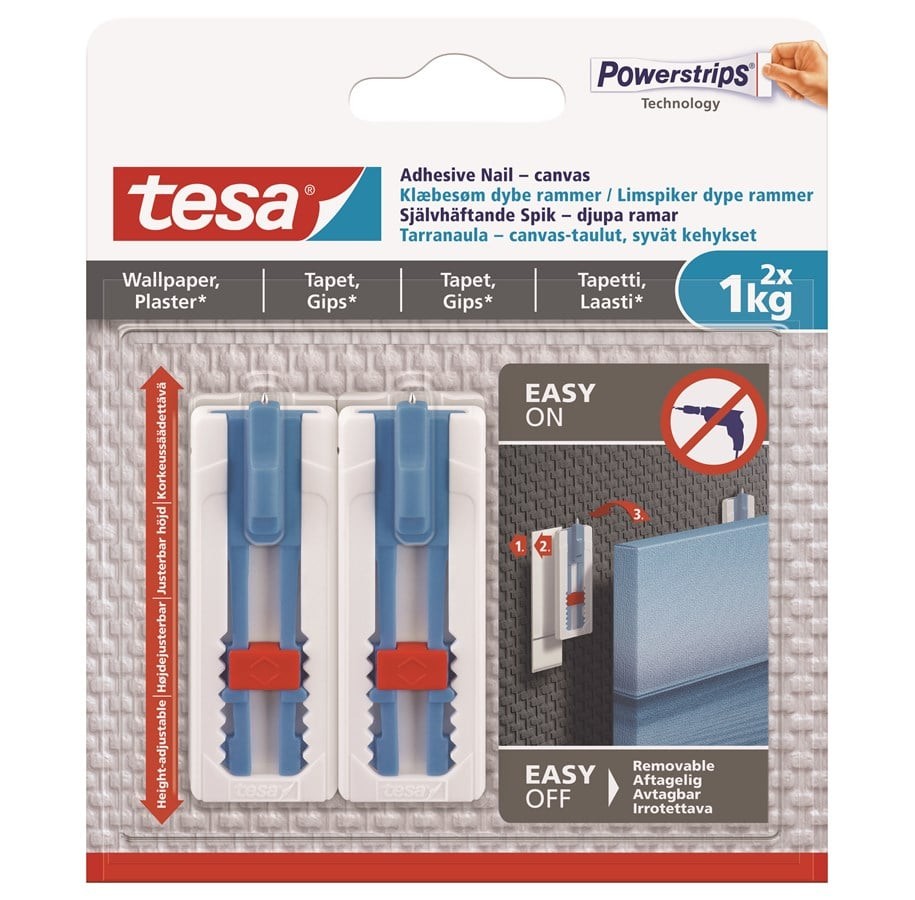 Powerstrips®
Technology
tesa®
Adhesive Nail – canvas
Klæbesøm dybe rammer / Limspiker dype rammer
Självhäftande Spik – djupa ramar
Tarranaula – canvas-taulut, syvät kehykset
Wallpaper,
Plaster*
Tapet,
Gips*
Tapet,
Gips*
Tapetti,
Laasti*
2x
1kg
Height-adjustable | Højdejusterbar | Justerbar höjd | Korkeussäädettävä
EASY
ON
1.
2.
3.
tesa
tesa
EASY
OFF
Removable
Aftagelig
Avtagbar
Irrotettava